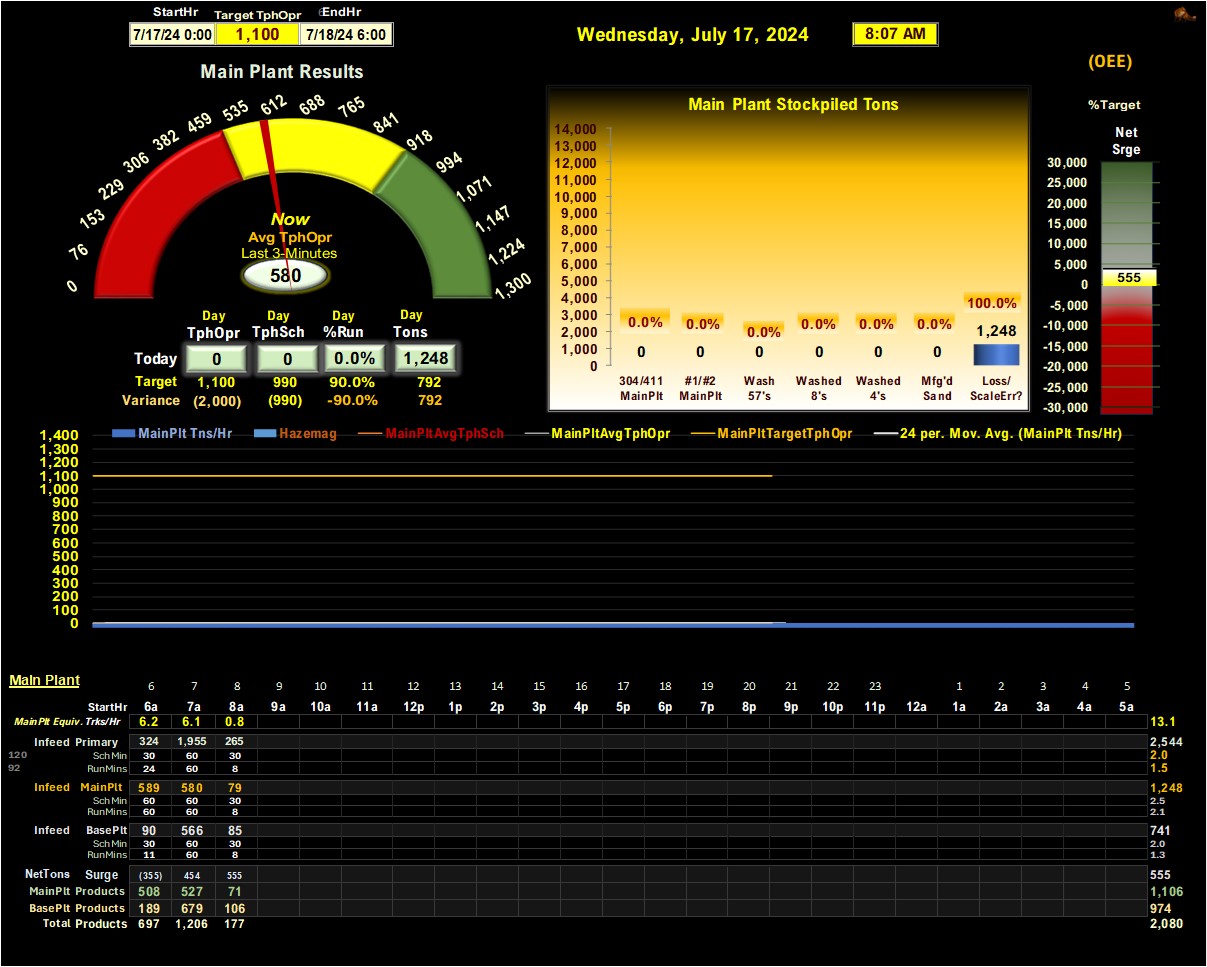 StartHr Target TphOpr EndHr
7/17/24 0:00 1,100 7/18/24 6:00
Wednesday, July 17, 2024 8:07 AM
(OEE)
Main Plant Results
0 76 153 229 306 382 459 535 612 688 765 841 918 994 1,071 1,147 1,224 1,300
Now
Avg TphOpr
Last 3-Minutes
580
Day Day Day Day
TphOpr TphSch %Run Tons
Today 0 0 0.0% 1,248
Target 1,100 990 90.0% 792
Variance (2,000) (990) -90.0% 792
Main Plant Stockpiled Tons
14,000
13,000
12,000
11,000
10,000
9,000
8,000
7,000
6,000
5,000
4,000
3,000
2,000
1,000
0
0.0% 0.0% 0.0% 0.0% 0.0% 0.0% 100.0%
0 0 0 0 0 0 1,248
304/411 #1/#2 Wash Washed Washed Mfg'd Loss/
MainPlt MainPlt 57's 8's 4's Sand ScaleErr?
%Target
Net
Srge
30,000
25,000
20,000
15,000
10,000
5,000
0
-5,000
-10,000
-15,000
-20,000
-25,000
-30,000
555
MainPlt Tns/Hr Hazemag MainPltAvgTphSch MainPltAvgTphOpr MainPltTargetTphOpr 24 per. Mov. Avg. (MainPlt Tns/Hr)
1,400
1,300
1,200
1,100
1,000
900
800
700
600
500
400
300
200
100
0
Main Plant
6 7 8 9 10 11 12 13 14 15 16 17 18 19 20 21 22 23 1 2 3 4 5
StartHr 6a 7a 8a 9a 10a 11a 12p 1p 2p 3p 4p 5p 6p 7p 8p 9p 10p 11p 12a 1a 2a 3a 4a 5a
MainPlt Equiv. Trks/Hr 6.2 6.1 0.8 13.1
Infeed Primary 324 1,955 265 2,544
120 Sch Min 30 60 30 2.0
92 RunMins 24 60 8 1.5
Infeed MainPlt 589 580 79 1,248
Sch Min 60 60 30 2.5
RunMins 60 60 8 2.1
Infeed BasePlt 90 566 85 741
Sch Min 30 60 30 2.0
RunMins 11 60 8 1.3
NetTons Surge (355) 454 555 555
MainPlt Products 508 527 71 1,106
BasePlt Products 189 679 106 974
Total Products 697 1,206 177 2,080